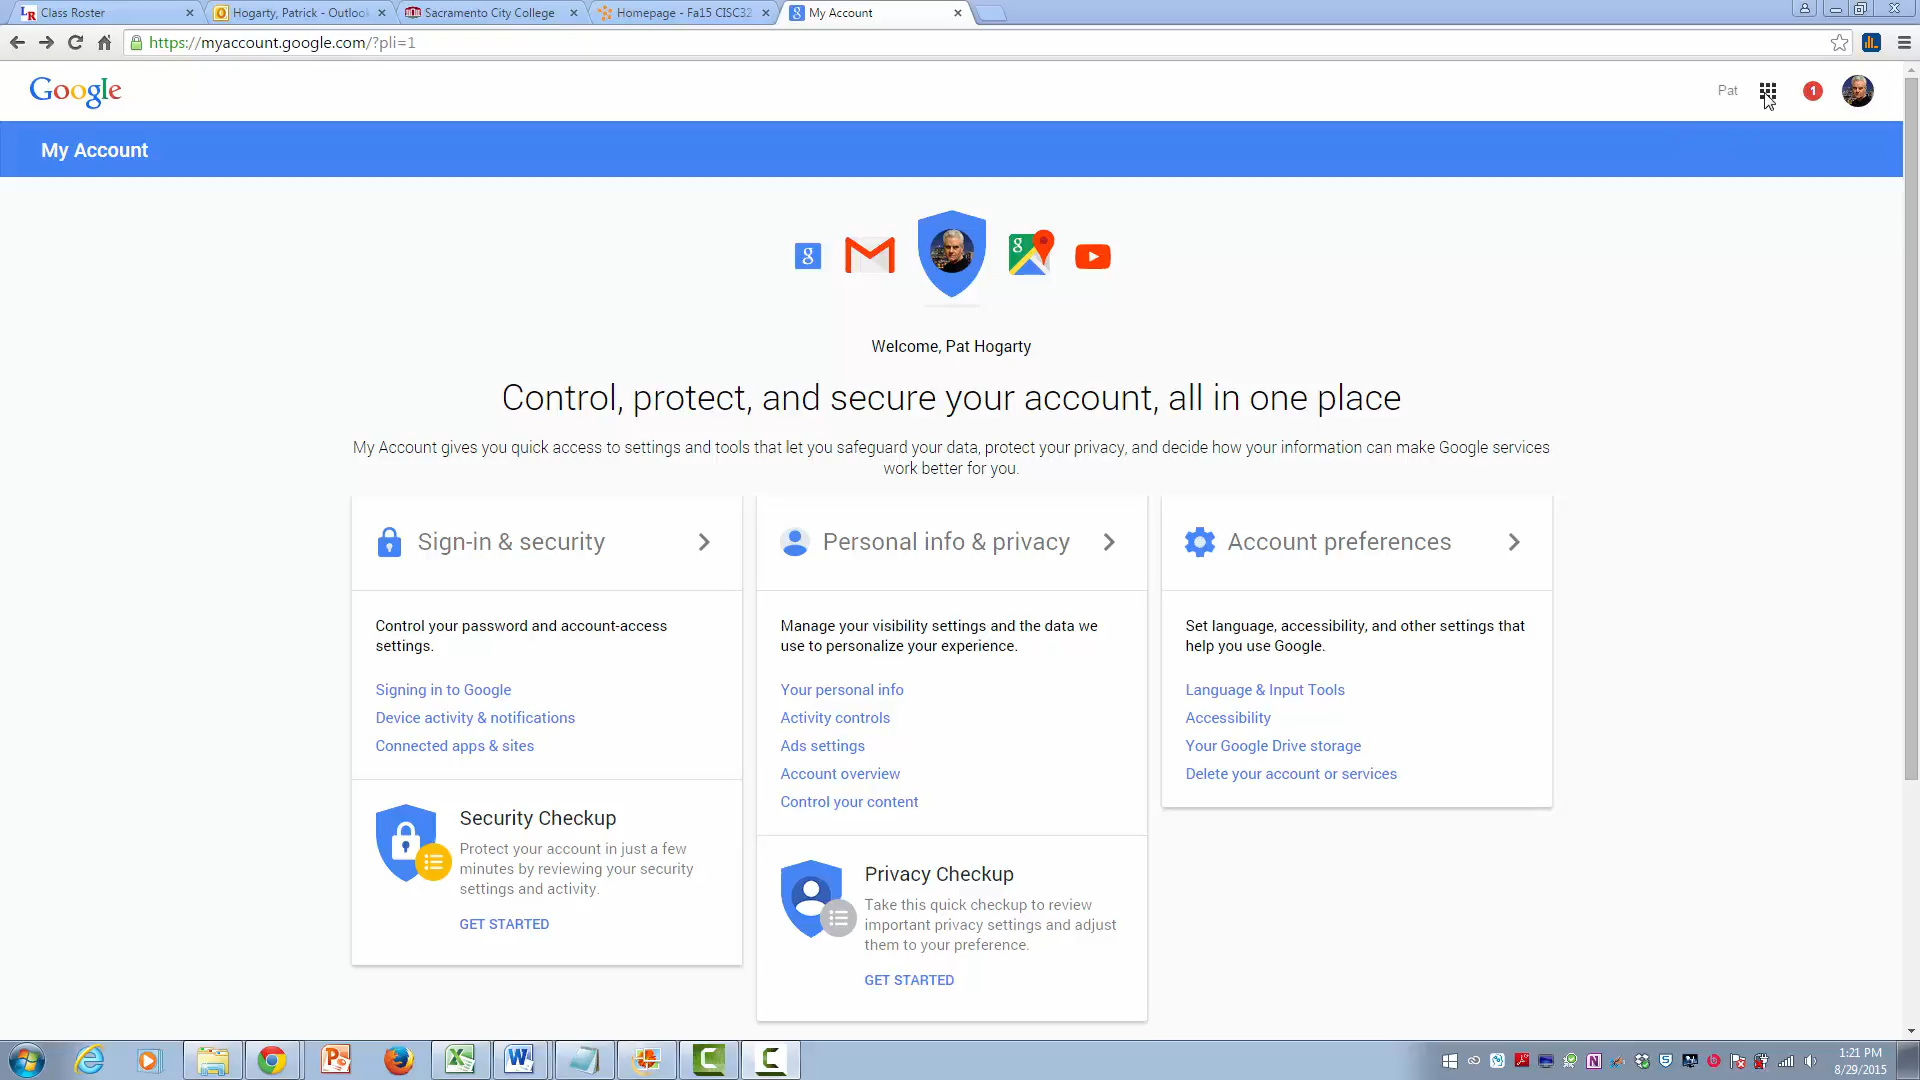 Class Roster
Hogarty, Patrick - Outlook
Sacramento City College
Homepage - Fa15 CISC32
My Account
https://myaccount.google.com/?pli=1
Google
Pat
1
My Account
Welcome, Pat Hogarty
Control, protect, and secure your account, all in one place
My Account gives you quick access to settings and tools that let you safeguard your data, protect your privacy, and decide how your information can make Google services
work better for you.
Sign-in & security
Control your password and account-access
settings.
Signing in to Google
Device activity & notifications
Connected apps & sites
Security Checkup
Protect your account in just a few
minutes by reviewing your security
settings and activity.
GET STARTED
Personal info & privacy
Manage your visibility settings and the data we
use to personalize your experience.
Your personal info
Activity controls
Ads settings
Account overview
Control your content
Privacy Checkup
Take this quick checkup to review
important privacy settings and adjust
them to your preference.
GET STARTED
Account preferences
Set language, accessibility, and other settings that
help you use Google.
Language & Input Tools
Accessibility
Your Google Drive storage
Delete your account or services
1:21 PM
8/29/2015